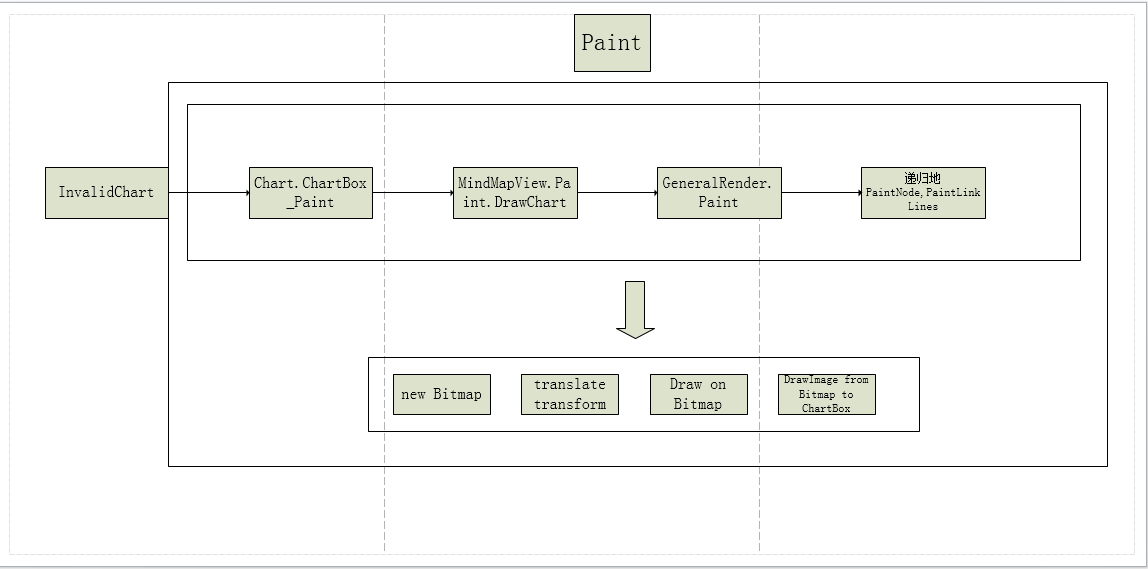 Paint
InvalidChart
Chart.ChartBox
_Paint
MindMapView.Pa
int.DrawChart
GeneralRender.
Paint
递归地
PaintNode,PaintLink
Lines
new Bitmap
translate
transform
Draw on
Bitmap
DrawImage from
Bitmap to
ChartBox